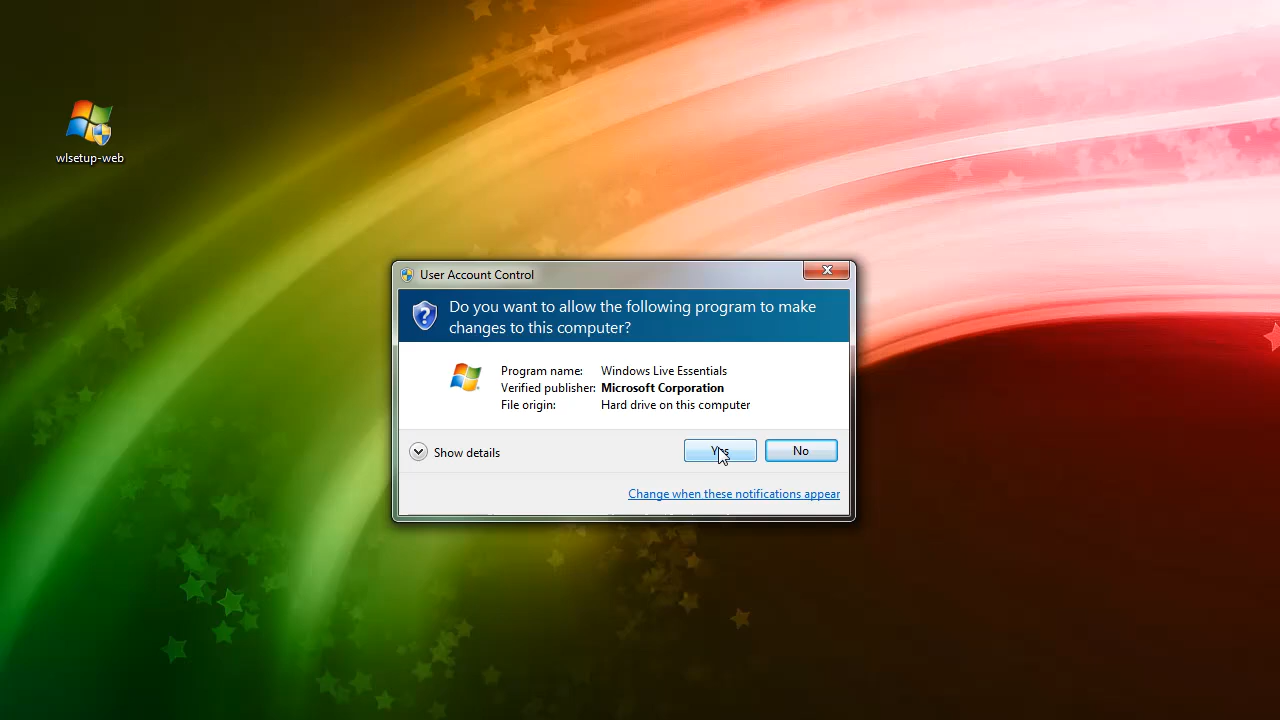 wlsetup-web
User Account Control
Do you want to allow the following program to make
changes to this computer?
Program name: Windows Live Essentials
Verified publisher: Microsoft Corporation
File origin: Hard drive on this computer
Show details
Yes
No
Change when these notifications appear